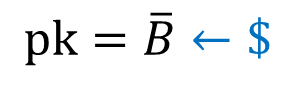 pk = B̄ ← $